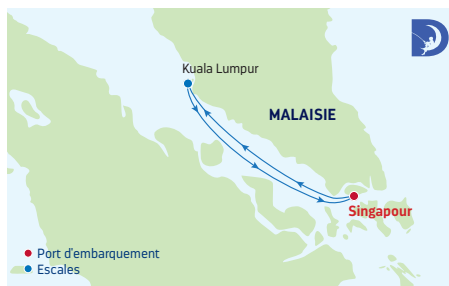 Kuala Lumpur
MALAISIE
Singapour
Port d'embarquement
Escales